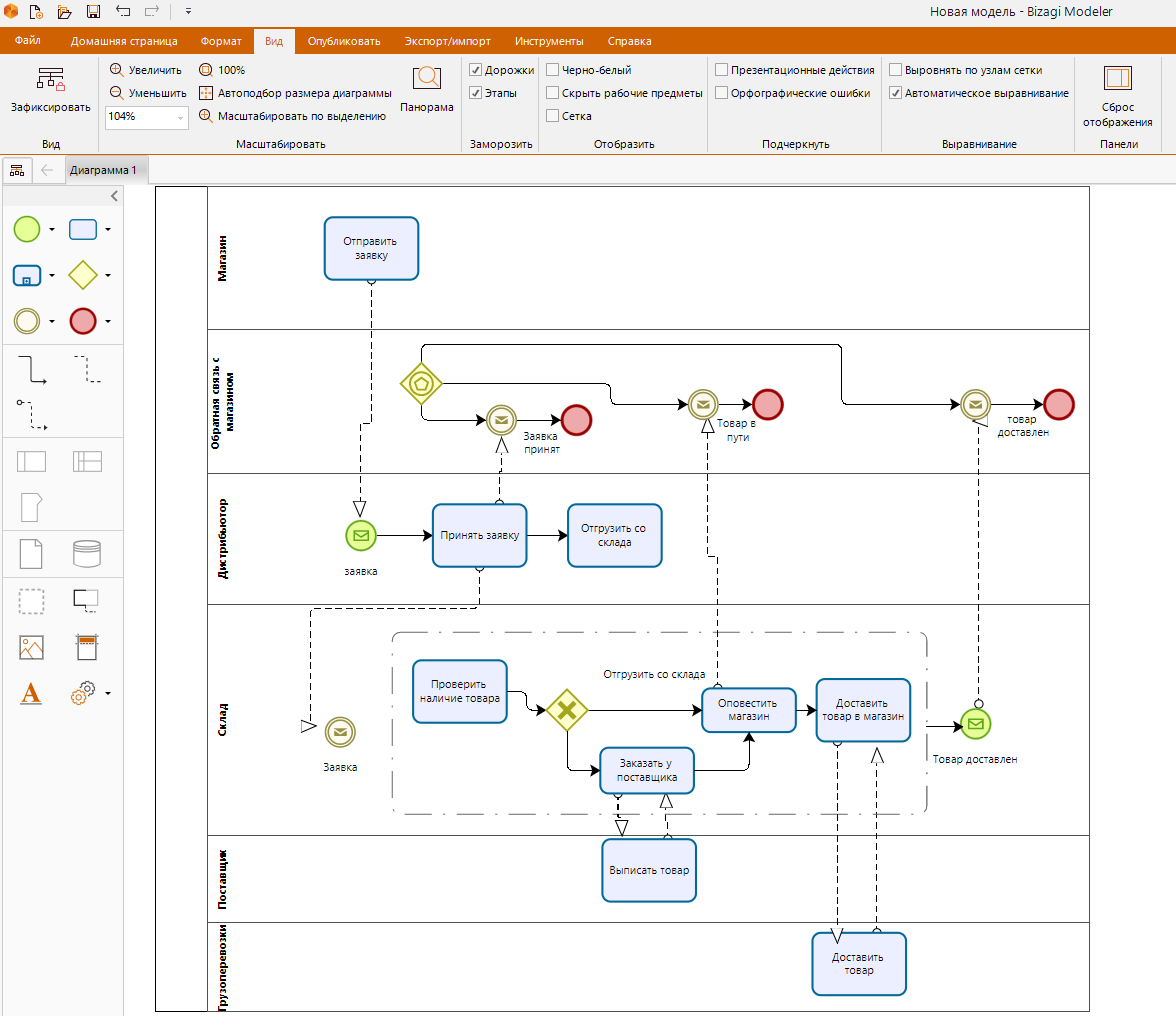 Новая модель - Bizagi Modeler
Файл
Домашняя страница
Формат
Вид
Опубликовать
Экспорт/импорт
Инструменты
Справка
Зафиксировать
Вид
Увеличить
Уменьшить
104%
100%
Автоподбор размера диаграммы
Масштабировать по выделению
Масштабировать
Панорама
Дорожки
Этапы
Заморозить
Черно-белый
Скрыть рабочие предметы
Сетка
Отобразить
Презентационные действия
Орфографические ошибки
Подчеркнуть
Выровнять по узлам сетки
Автоматическое выравнивание
Выравнивание
Сброс
отображения
Панели
Диаграмма 1
Магазин
Отправить
заявку
Обратная связь с
магазином
Заявка
принят
Товар в
пути
товар
доставлен
Дистрибьютор
заявка
Принять заявку
Отгрузить со
склада
Склад
Заявка
Проверить
наличие товара
Отгрузить со склада
Оповестить
магазин
Доставить
товар в магазин
Заказать у
поставщика
Товар доставлен
Поставщик
Выписать товар
Грузоперевозки
Доставить
товар
A